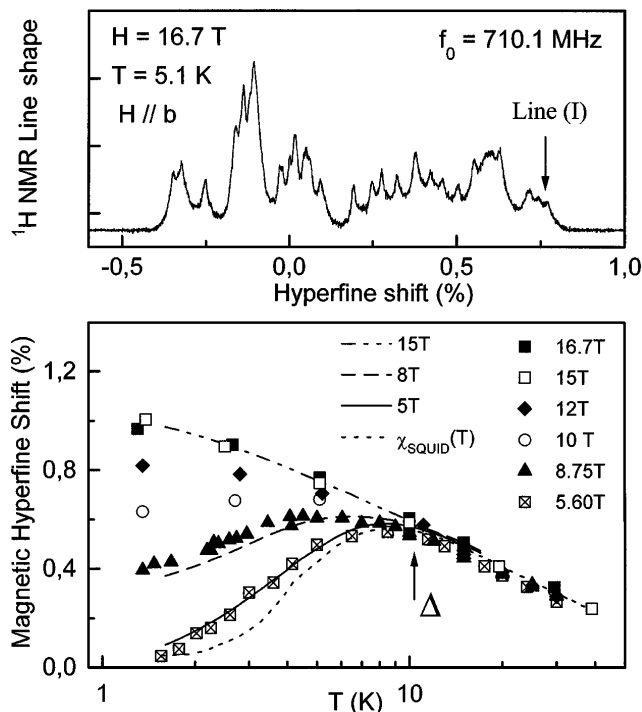 ¹H NMR Line shape
H = 16.7 T
T = 5.1 K
H // b
f₀ = 710.1 MHz
Line (I)
-0,5 0,0 0,5 1,0
Hyperfine shift (%)
Magnetic Hyperfine Shift (%)
1,2
0,8
0,4
0,0
15T
8T
5T
χSQUID(T)
16.7T
15T
12T
10 T
8.75T
5.60T
Δ
1 10
T (K)